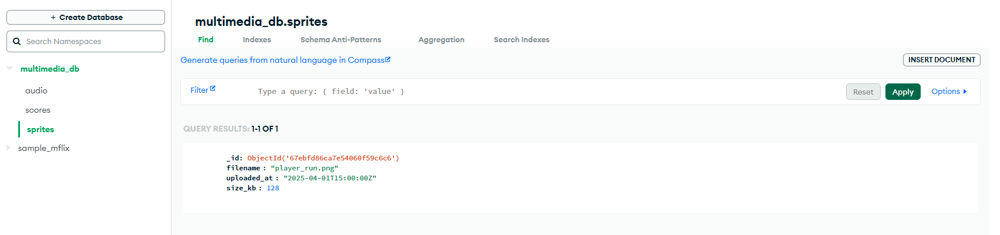 + Create Database
Search Namespaces
multimedia_db
audio
scores
sprites
sample_mflix
multimedia_db.sprites
Find Indexes Schema Anti-Patterns Aggregation Search Indexes
Generate queries from natural language in Compass
INSERT DOCUMENT
Filter Type a query: { field: 'value' } Reset Apply Options
QUERY RESULTS: 1-1 OF 1
_id: ObjectId('67ebfd86ca7e54060f59c6c6')
filename : "player_run.png"
uploaded_at : "2025-04-01T15:00:00Z"
size_kb : 128